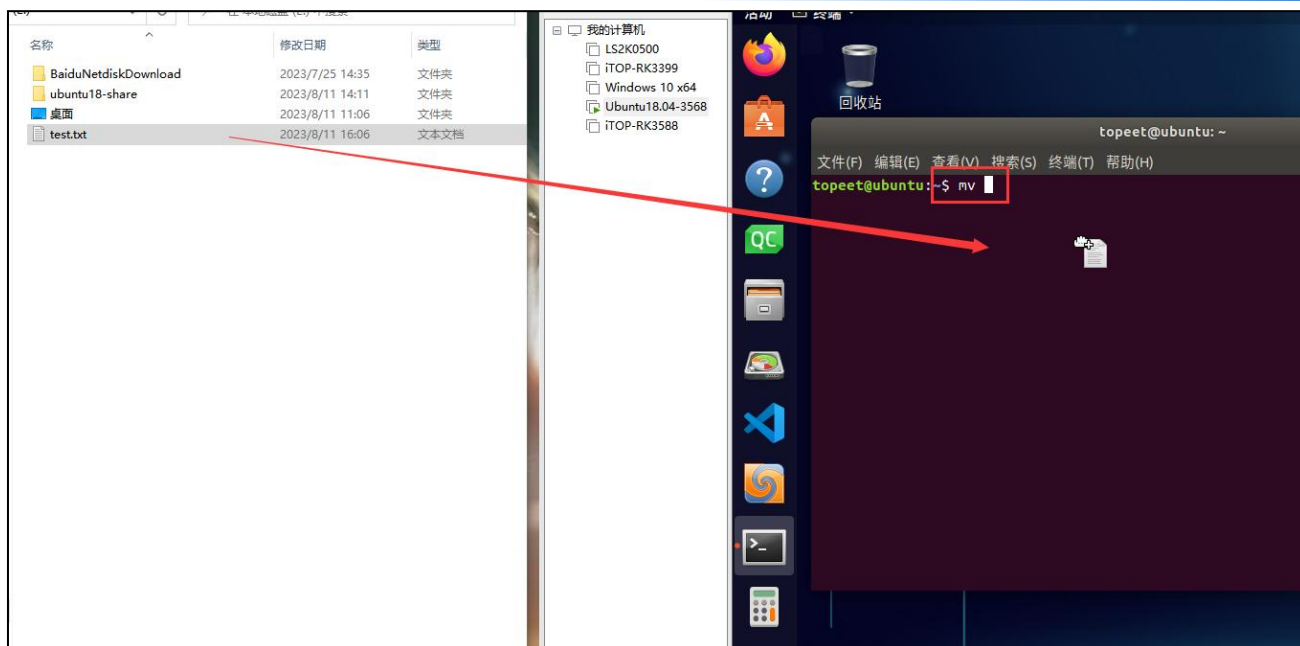 名称 修改日期 类型
BaiduNetdiskDownload 2023/7/25 14:35 文件夹
ubuntu18-share 2023/8/11 14:11 文件夹
桌面 2023/8/11 11:06 文件夹
test.txt 2023/8/11 16:06 文本文档
我的计算机
LS2K0500
iTOP-RK3399
Windows 10 x64
Ubuntu18.04-3568
iTOP-RK3588
活动 终端
回收站
topeet@ubuntu: ~
文件(F) 编辑(E) 查看(V) 搜索(S) 终端(T) 帮助(H)
topeet@ubuntu:~$ mv
QC